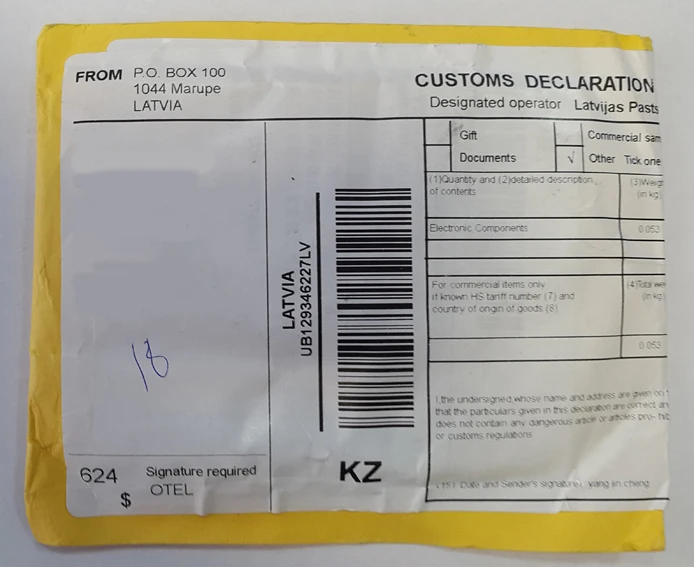 FROM P.O. BOX 100
1044 Marupe
LATVIA
CUSTOMS DECLARATION
Designated operator Latvijas Pasts
Gift
Commercial sam
Documents
√ Other Tick one
(1)Quantity and (2)detailed description
of contents
(3)Weigh
(in kg)
Electronic Components
0.053
For commercial items only
if known HS tariff number (7) and
country of origin of goods (8)
(4)Total wei
(in kg)
0.053
I,the undersigned,whose name and address are given on t
that the particulars given in this declaration are correct an
does not contain any dangerous article or articles pro- hib
or customs regulations
(15) Date and Sender's signature: yang jin cheng
LATVIA
UB129346227LV
KZ
18
624 Signature required
$ OTEL